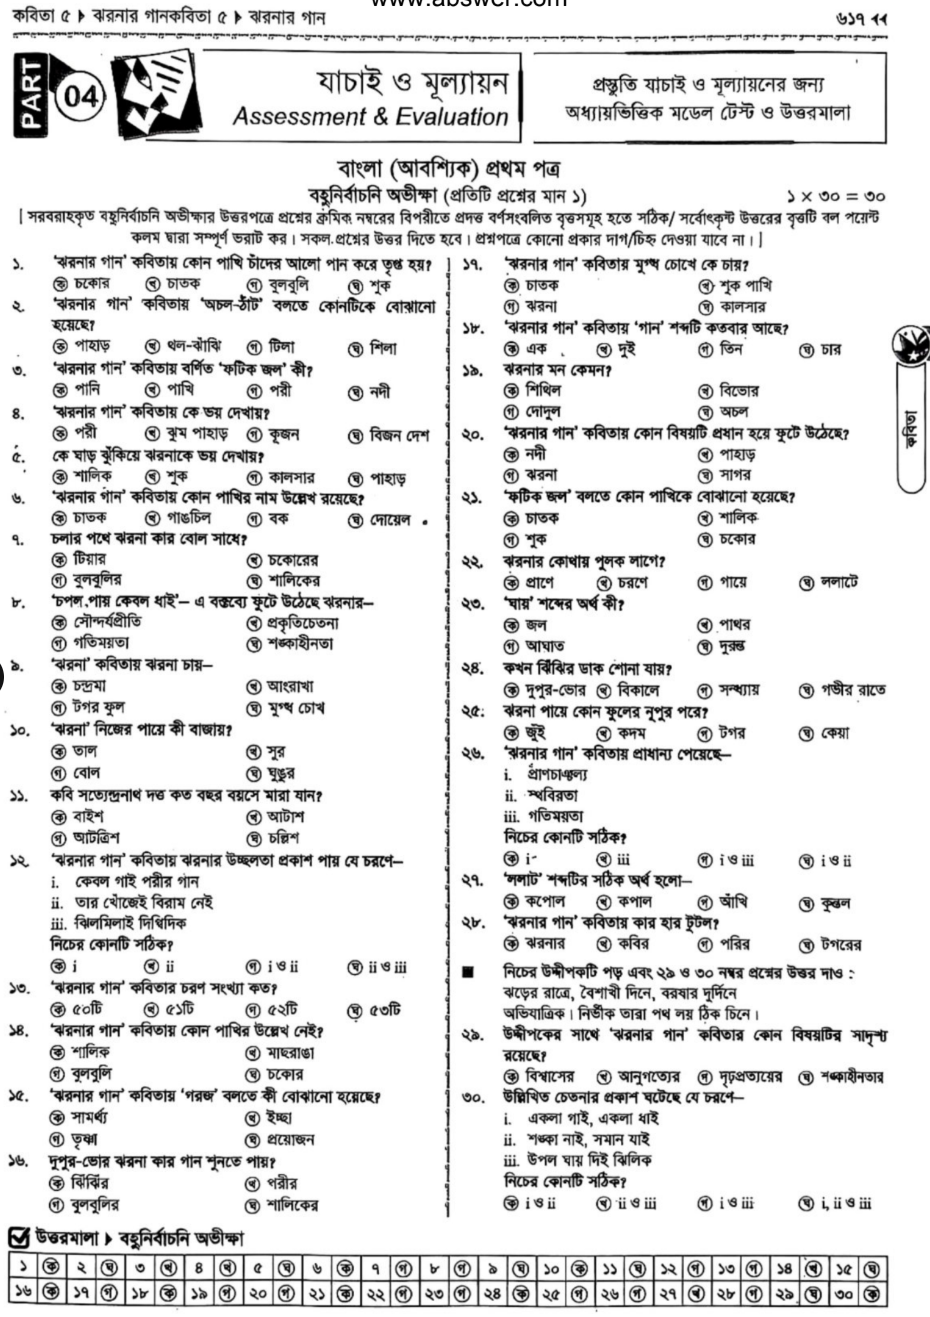 www.abswer.com
কবিতা ৫ ▶ ঝরনার গানকবিতা ৫ ▶ ঝরনার গান
৬১৭
PART 04
যাচাই ও মূল্যায়ন
Assessment & Evaluation
প্রস্তুতি যাচাই ও মূল্যায়নের জন্য
অধ্যায়ভিত্তিক মডেল টেস্ট ও উত্তরমালা
বাংলা (আবশ্যিক) প্রথম পত্র
বহুনির্বাচনি অভীক্ষা (প্রতিটি প্রশ্নের মান ১)
১ × ৩০ = ৩০
[ সরবরাহকৃত বহুনির্বাচনি অভীক্ষার উত্তরপত্রে প্রশ্নের ক্রমিক নম্বরের বিপরীতে প্রদত্ত বর্ণসংবলিত বৃত্তসমূহ হতে সঠিক/ সর্বোৎকৃষ্ট উত্তরের বৃত্তটি বল পয়েন্ট
কলম দ্বারা সম্পূর্ণ ভরাট কর। সকল প্রশ্নের উত্তর দিতে হবে। প্রশ্নপত্রে কোনো প্রকার দাগ/চিহ্ন দেওয়া যাবে না। ]
১. ‘ঝরনার গান’ কবিতায় কোন পাখি চাঁদের আলো পান করে তৃপ্ত হয়?
ক চকোর খ চাতক গ বুলবুলি ঘ শুক
২. ‘ঝরনার গান’ কবিতায় ‘অচল-ঠাঁট’ বলতে কোনটিকে বোঝানো
হয়েছে?
ক পাহাড় খ থল-ঝাঁঝি গ টিলা ঘ শিলা
৩. ‘ঝরনার গান’ কবিতায় বর্ণিত ‘ফটিক জল’ কী?
ক পানি খ পাখি গ পরী ঘ নদী
৪. ‘ঝরনার গান’ কবিতায় কে ভয় দেখায়?
ক পরী খ ঝুম পাহাড় গ কূজন ঘ বিজন দেশ
৫. কে ঘাড় ঝুঁকিয়ে ঝরনাকে ভয় দেখায়?
ক শালিক খ শুক গ কালসার ঘ পাহাড়
৬. ‘ঝরনার গান’ কবিতায় কোন পাখির নাম উল্লেখ রয়েছে?
ক চাতক খ গাঙচিল গ বক ঘ দোয়েল
৭. চলার পথে ঝরনা কার বোল সাধে?
ক টিয়ার খ চকোরের
গ বুলবুলির ঘ শালিকের
৮. ‘চপল পায় কেবল ধাই’– এ বক্তব্যে ফুটে উঠেছে ঝরনার–
ক সৌন্দর্যপ্রীতি খ প্রকৃতিচেতনা
গ গতিময়তা ঘ শঙ্কাহীনতা
৯. ‘ঝরনা’ কবিতায় ঝরনা চায়–
ক চন্দ্রমা খ আংরাখা
গ টগর ফুল ঘ মুগ্ধ চোখ
১০. ‘ঝরনা’ নিজের পায়ে কী বাজায়?
ক তাল খ সুর
গ বোল ঘ ঘুঙুর
১১. কবি সত্যেন্দ্রনাথ দত্ত কত বছর বয়সে মারা যান?
ক বাইশ খ আটাশ
গ আটত্রিশ ঘ চল্লিশ
১২. ‘ঝরনার গান’ কবিতায় ঝরনার উচ্ছলতা প্রকাশ পায় যে চরণে–
i. কেবল গাই পরীর গান
ii. তার খোঁজেই বিরাম নেই
iii. ঝিলমিলাই দিগ্বিদিক
নিচের কোনটি সঠিক?
ক i খ ii গ i ও ii ঘ ii ও iii
১৩. ‘ঝরনার গান’ কবিতার চরণ সংখ্যা কত?
ক ৫০টি খ ৫১টি গ ৫২টি ঘ ৫৩টি
১৪. ‘ঝরনার গান’ কবিতায় কোন পাখির উল্লেখ নেই?
ক শালিক খ মাছরাঙা
গ বুলবুলি ঘ চকোর
১৫. ‘ঝরনার গান’ কবিতায় ‘গরজ’ বলতে কী বোঝানো হয়েছে?
ক সামর্থ্য খ ইচ্ছা
গ তৃষ্ণা ঘ প্রয়োজন
১৬. দুপুর-ভোর ঝরনা কার গান শুনতে পায়?
ক ঝিঁঝির খ পরীর
গ বুলবুলির ঘ শালিকের
১৭. ‘ঝরনার গান’ কবিতায় মুগ্ধ চোখে কে চায়?
ক চাতক খ শুক পাখি
গ ঝরনা ঘ কালসার
১৮. ‘ঝরনার গান’ কবিতায় ‘গান’ শব্দটি কতবার আছে?
ক এক খ দুই গ তিন ঘ চার
১৯. ঝরনার মন কেমন?
ক শিথিল খ বিভোর
গ দোদুল ঘ অচল
২০. ‘ঝরনার গান’ কবিতায় কোন বিষয়টি প্রধান হয়ে ফুটে উঠেছে?
ক নদী খ পাহাড়
গ ঝরনা ঘ সাগর
২১. ‘ফটিক জল’ বলতে কোন পাখিকে বোঝানো হয়েছে?
ক চাতক খ শালিক
গ শুক ঘ চকোর
২২. ঝরনার কোথায় পুলক লাগে?
ক প্রাণে খ চরণে গ গায়ে ঘ ললাটে
২৩. ‘ঘায়’ শব্দের অর্থ কী?
ক জল খ পাথর
গ আঘাত ঘ দুরন্ত
২৪. কখন ঝিঁঝির ডাক শোনা যায়?
ক দুপুর-ভোর খ বিকালে গ সন্ধ্যায় ঘ গভীর রাতে
২৫. ঝরনা পায়ে কোন ফুলের নূপুর পরে?
ক জুঁই খ কদম গ টগর ঘ কেয়া
২৬. ‘ঝরনার গান’ কবিতায় প্রাধান্য পেয়েছে–
i. প্রাণচাঞ্চল্য
ii. স্থবিরতা
iii. গতিময়তা
নিচের কোনটি সঠিক?
ক i খ iii গ i ও iii ঘ i ও ii
২৭. ‘ললাট’ শব্দটির সঠিক অর্থ হলো–
ক কপোল খ কপাল গ আঁখি ঘ কুন্তল
২৮. ‘ঝরনার গান’ কবিতায় কার হার টুটল?
ক ঝরনার খ কবির গ পরির ঘ টগরের
■ নিচের উদ্দীপকটি পড় এবং ২৯ ও ৩০ নম্বর প্রশ্নের উত্তর দাও :
ঝড়ের রাত্রে, বৈশাখী দিনে, বরষার দুর্দিনে
অভিযাত্রিক। নির্ভীক তারা পথ লয় ঠিক চিনে।
২৯. উদ্দীপকের সাথে ‘ঝরনার গান’ কবিতার কোন বিষয়টির সাদৃশ্য
রয়েছে?
ক বিশ্বাসের খ আনুগত্যের গ দৃঢ়প্রত্যয়ের ঘ শঙ্কাহীনতার
৩০. উল্লিখিত চেতনার প্রকাশ ঘটেছে যে চরণে–
i. একলা গাই, একলা ধাই
ii. শঙ্কা নাই, সমান যাই
iii. উপল ঘায় দিই ঝিলিক
নিচের কোনটি সঠিক?
ক i ও ii খ ii ও iii গ i ও iii ঘ i, ii ও iii
কবিতা
উত্তরমালা ▶ বহুনির্বাচনি অভীক্ষা
১ ক ২ ঘ ৩ খ ৪ খ ৫ ঘ ৬ ক ৭ গ ৮ গ ৯ ঘ ১০ ক ১১ ঘ ১২ গ ১৩ গ ১৪ খ ১৫ ঘ
১৬ ক ১৭ গ ১৮ ক ১৯ গ ২০ গ ২১ ক ২২ গ ২৩ গ ২৪ ক ২৫ গ ২৬ গ ২৭ খ ২৮ গ ২৯ ঘ ৩০ ক